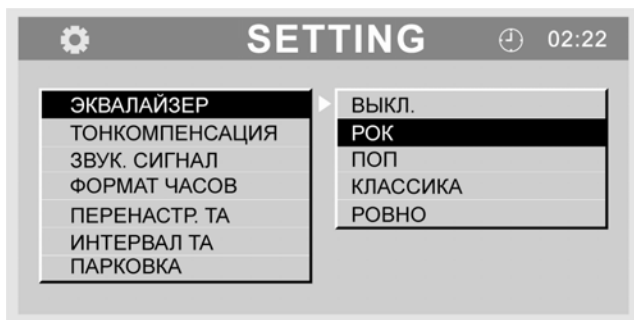 SETTING 02:22
ЭКВАЛАЙЗЕР
ТОНКОМПЕНСАЦИЯ
ЗВУК. СИГНАЛ
ФОРМАТ ЧАСОВ
ПЕРЕНАСТР. ТА
ИНТЕРВАЛ ТА
ПАРКОВКА
ВЫКЛ.
РОК
ПОП
КЛАССИКА
РОВНО